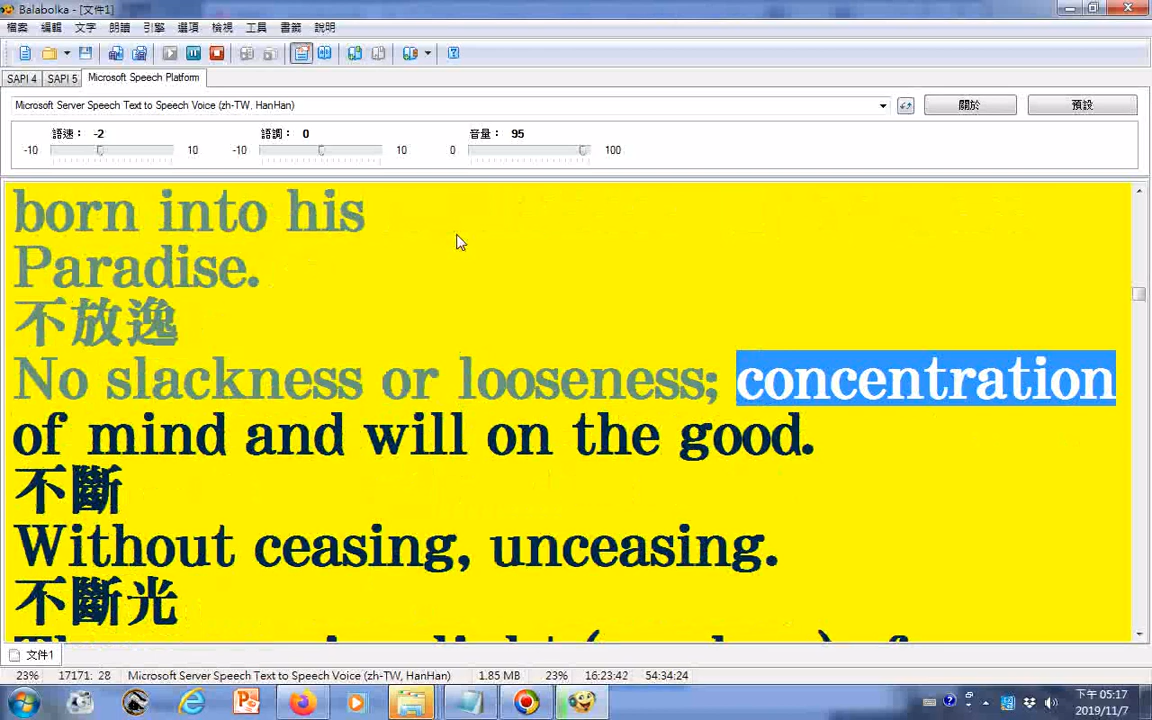 Balabolka - [文件1]
檔案 編輯 文字 朗讀 引擎 選項 檢視 工具 書籤 說明
SAPI 4 SAPI 5 Microsoft Speech Platform
Microsoft Server Speech Text to Speech Voice (zh-TW, HanHan) 關於 預設
語速： -2 語調： 0 音量： 95
-10 10 -10 10 0 100
born into his
Paradise.
不放逸
No slackness or looseness; concentration
of mind and will on the good.
不斷
Without ceasing, unceasing.
不斷光
文件1
23% 17171: 28 Microsoft Server Speech Text to Speech Voice (zh-TW, HanHan) 1.85 MB 23% 16:23:42 54:34:24
下午 05:17
2019/11/7